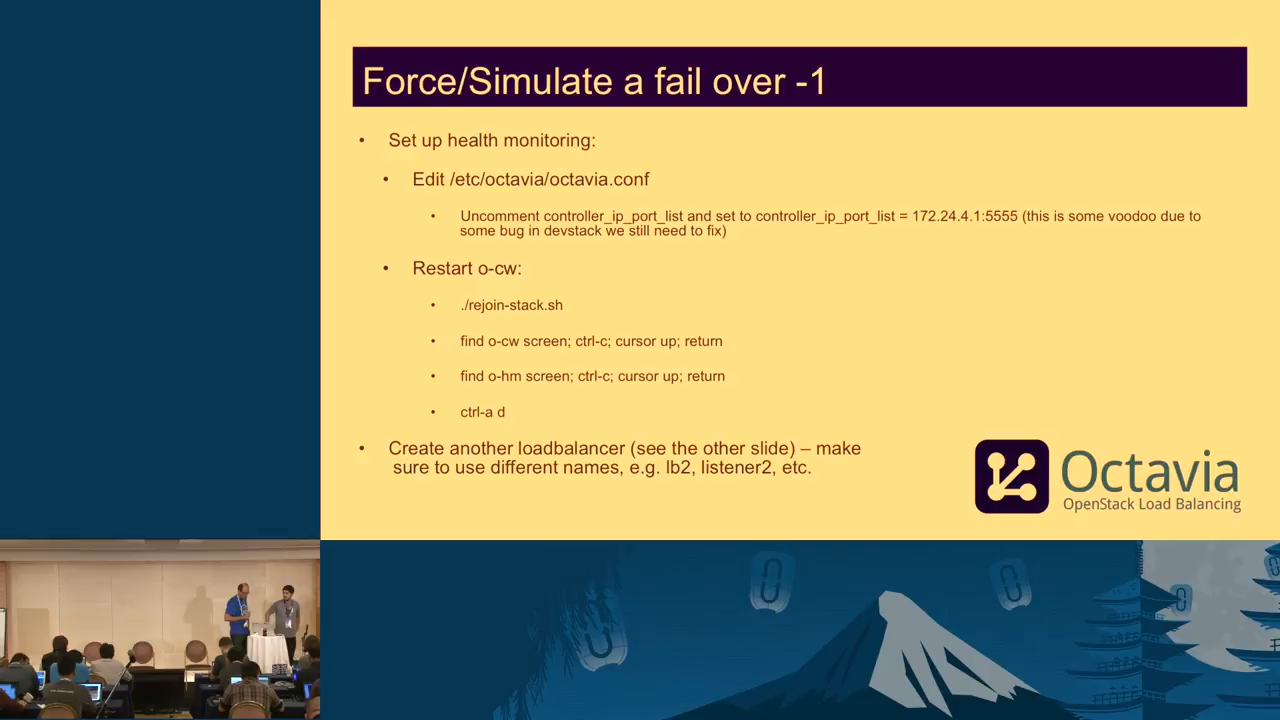 Force/Simulate a fail over -1
• Set up health monitoring:
• Edit /etc/octavia/octavia.conf
• Uncomment controller_ip_port_list and set to controller_ip_port_list = 172.24.4.1:5555 (this is some voodoo due to
some bug in devstack we still need to fix)
• Restart o-cw:
• ./rejoin-stack.sh
• find o-cw screen; ctrl-c; cursor up; return
• find o-hm screen; ctrl-c; cursor up; return
• ctrl-a d
• Create another loadbalancer (see the other slide) – make
sure to use different names, e.g. lb2, listener2, etc.
Octavia
OpenStack Load Balancing